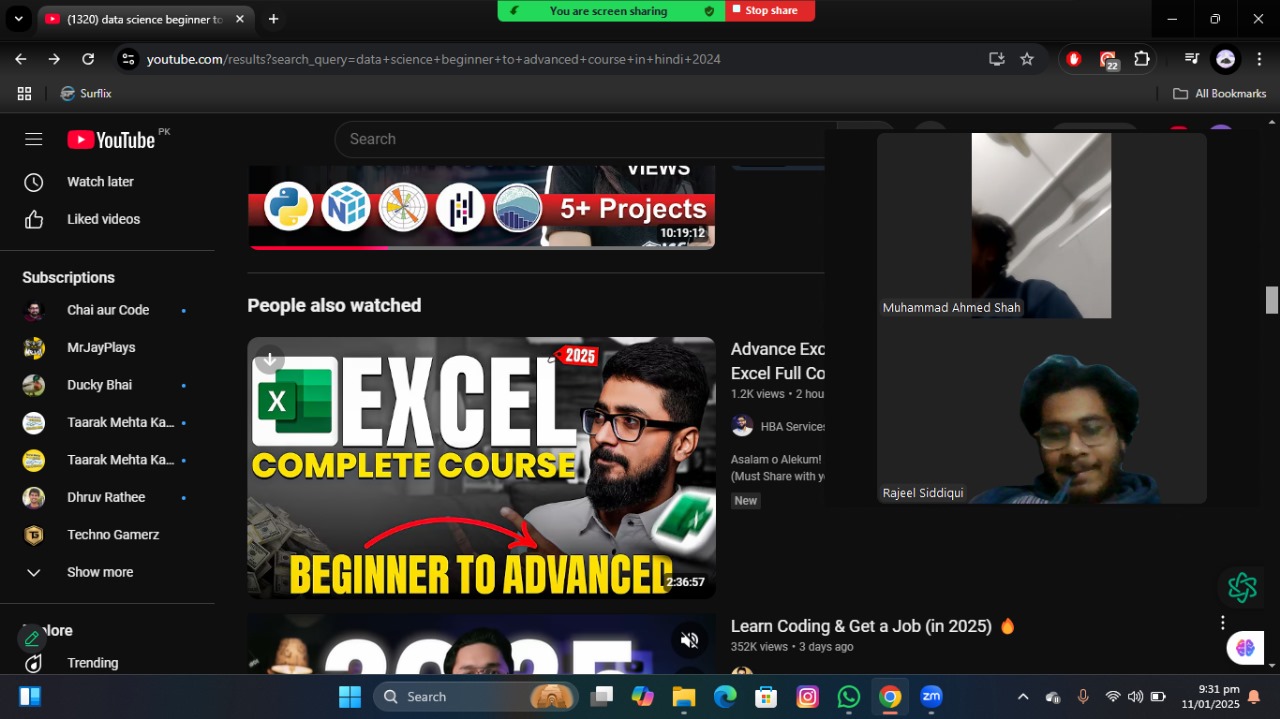 You are screen sharing
Stop share
(1320) data science beginner to
youtube.com/results?search_query=data+science+beginner+to+advanced+course+in+hindi+2024
22
Surflix
All Bookmarks
YouTube PK
Search
Watch later
Liked videos
Subscriptions
Chai aur Code
MrJayPlays
Ducky Bhai
Taarak Mehta Ka...
Taarak Mehta Ka...
Dhruv Rathee
Techno Gamerz
Show more
Trending
VIEWS
5+ Projects
10:19:12
People also watched
2025
X
EXCEL
COMPLETE COURSE
BEGINNER TO ADVANCED
2:36:57
Advance Exc
Excel Full Co
1.2K views • 2 hou
HBA Services
Asalam o Alekum!
(Must Share with y
New
Muhammad Ahmed Shah
Rajeel Siddiqui
2025
Learn Coding & Get a Job (in 2025)
352K views • 3 days ago
Search
zm
9:31 pm
11/01/2025